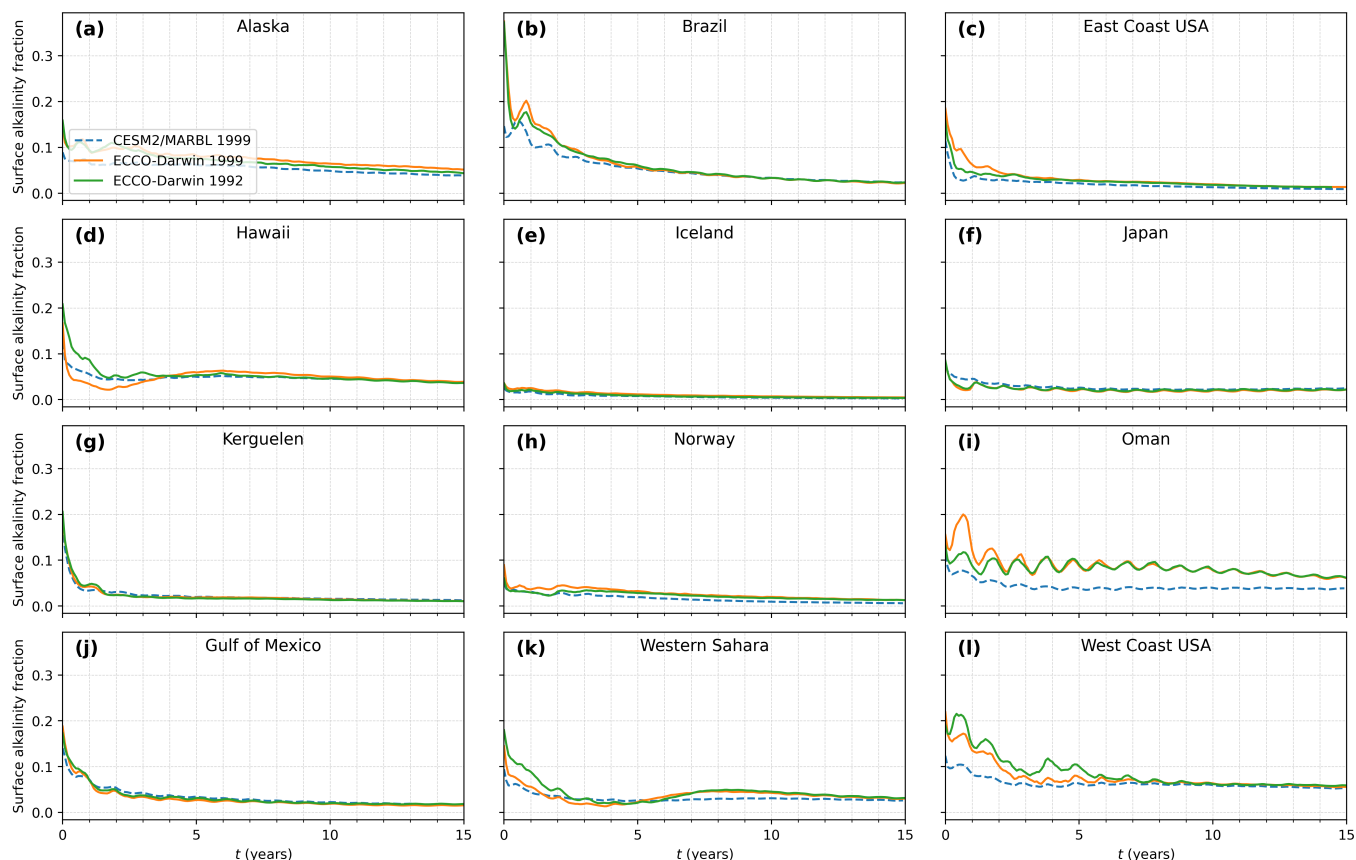 (a) Alaska
(b) Brazil
(c) East Coast USA
Surface alkalinity fraction
0.3
0.2
0.1
0.0
CESM2/MARBL 1999
ECCO-Darwin 1999
ECCO-Darwin 1992
(d) Hawaii
(e) Iceland
(f) Japan
Surface alkalinity fraction
0.3
0.2
0.1
0.0
(g) Kerguelen
(h) Norway
(i) Oman
Surface alkalinity fraction
0.3
0.2
0.1
0.0
(j) Gulf of Mexico
(k) Western Sahara
(l) West Coast USA
Surface alkalinity fraction
0.3
0.2
0.1
0.0
0 5 10 15
0 5 10 15
0 5 10 15
t (years)
t (years)
t (years)